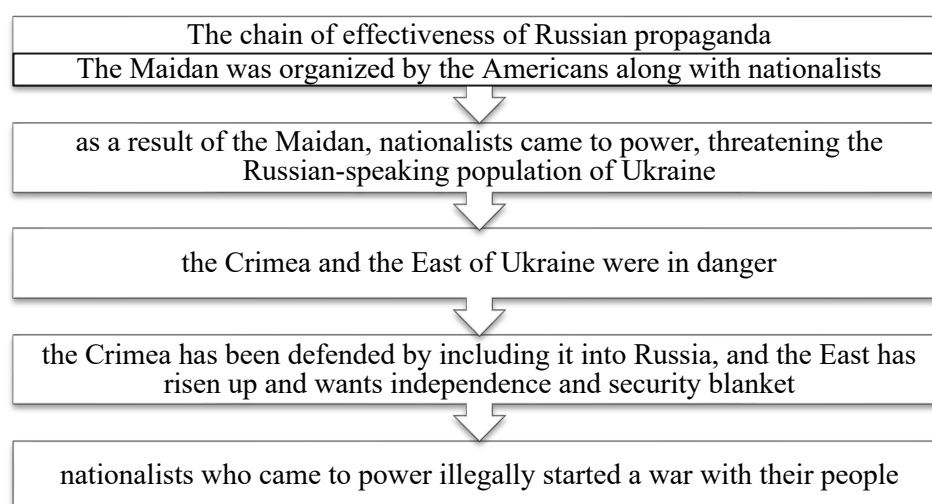 The chain of effectiveness of Russian propaganda
The Maidan was organized by the Americans along with nationalists
as a result of the Maidan, nationalists came to power, threatening the
Russian-speaking population of Ukraine
the Crimea and the East of Ukraine were in danger
the Crimea has been defended by including it into Russia, and the East has
risen up and wants independence and security blanket
nationalists who came to power illegally started a war with their people